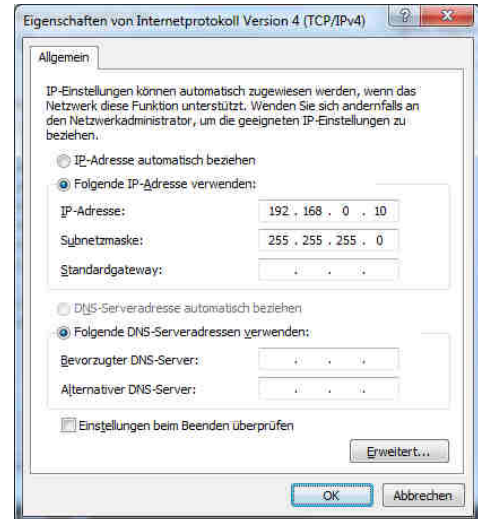 Eigenschaften von Internetprotokoll Version 4 (TCP/IPv4)
Allgemein
IP-Einstellungen können automatisch zugewiesen werden, wenn das
Netzwerk diese Funktion unterstützt. Wenden Sie sich andernfalls an
den Netzwerkadministrator, um die geeigneten IP-Einstellungen zu
beziehen.
IP-Adresse automatisch beziehen
Folgende IP-Adresse verwenden:
IP-Adresse: 192 . 168 . 0 . 10
Subnetzmaske: 255 . 255 . 255 . 0
Standardgateway: . . .
DNS-Serveradresse automatisch beziehen
Folgende DNS-Serveradressen verwenden:
Bevorzugter DNS-Server: . . .
Alternativer DNS-Server: . . .
Einstellungen beim Beenden überprüfen
Erweitert...
OK Abbrechen